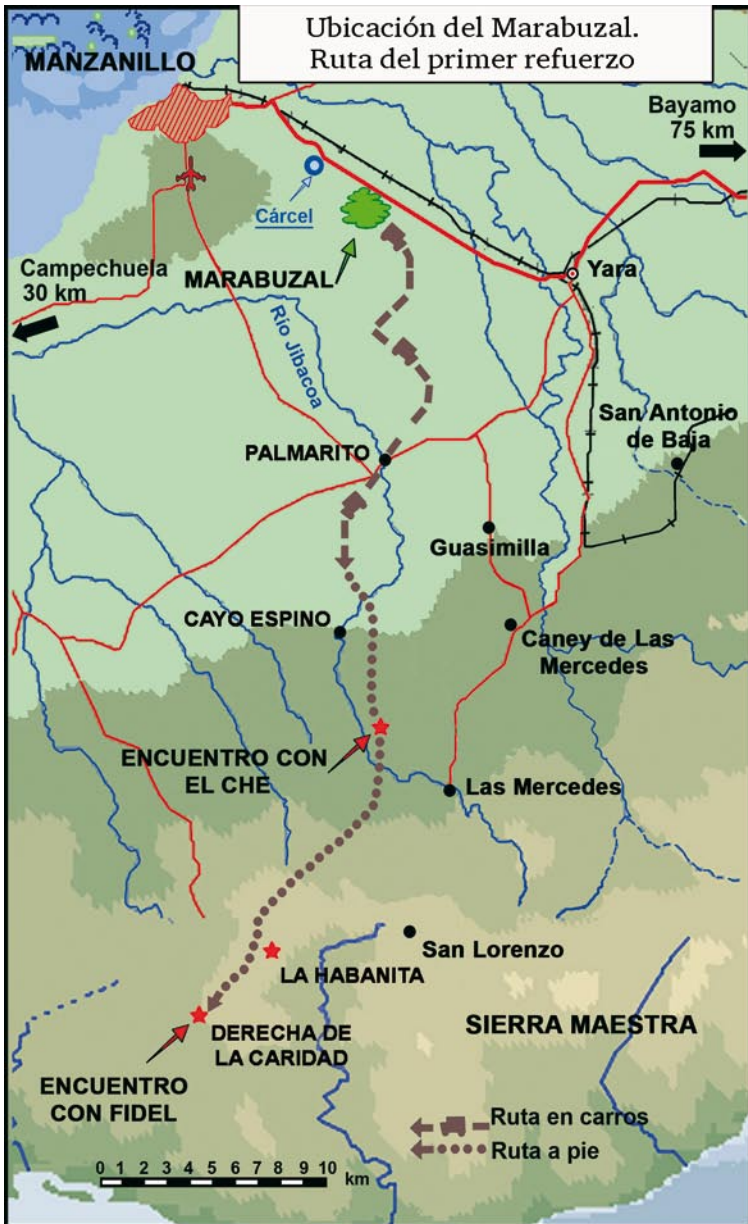 Ubicación del Marabuzal.
Ruta del primer refuerzo
MANZANILLO
Bayamo
75 km
Cárcel
MARABUZAL
Yara
Campechuela
30 km
Río Jibacoa
San Antonio
de Baja
PALMARITO
Guasimilla
CAYO ESPINO
Caney de Las
Mercedes
ENCUENTRO CON
EL CHE
Las Mercedes
San Lorenzo
LA HABANITA
DERECHA DE
LA CARIDAD
SIERRA MAESTRA
ENCUENTRO
CON FIDEL
Ruta en carros
Ruta a pie
0 1 2 3 4 5 6 7 8 9 10
km